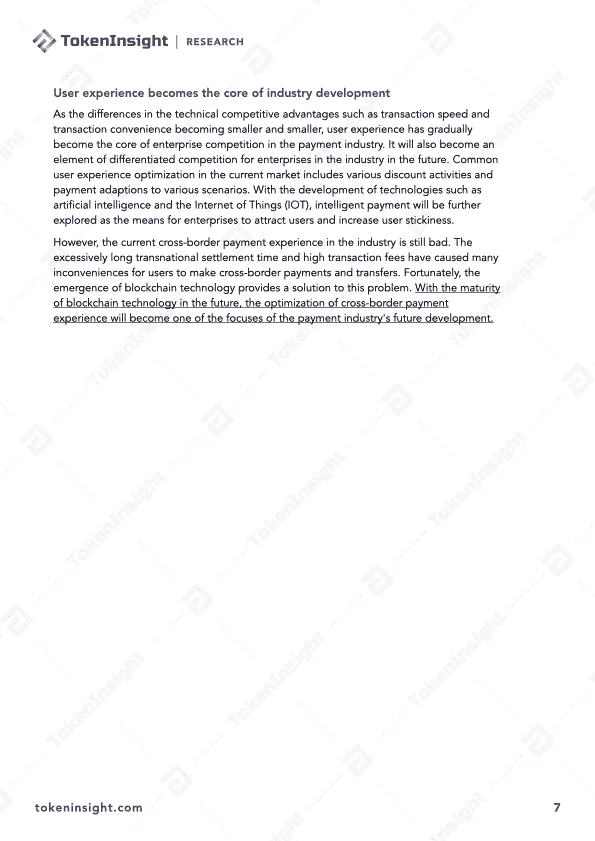 TokenInsight | RESEARCH
User experience becomes the core of industry development
As the differences in the technical competitive advantages such as transaction speed and
transaction convenience becoming smaller and smaller, user experience has gradually
become the core of enterprise competition in the payment industry. It will also become an
element of differentiated competition for enterprises in the industry in the future. Common
user experience optimization in the current market includes various discount activities and
payment adaptions to various scenarios. With the development of technologies such as
artificial intelligence and the Internet of Things (IOT), intelligent payment will be further
explored as the means for enterprises to attract users and increase user stickiness.
However, the current cross-border payment experience in the industry is still bad. The
excessively long transnational settlement time and high transaction fees have caused many
inconveniences for users to make cross-border payments and transfers. Fortunately, the
emergence of blockchain technology provides a solution to this problem. With the maturity
of blockchain technology in the future, the optimization of cross-border payment
experience will become one of the focuses of the payment industry's future development.
tokeninsight.com
7